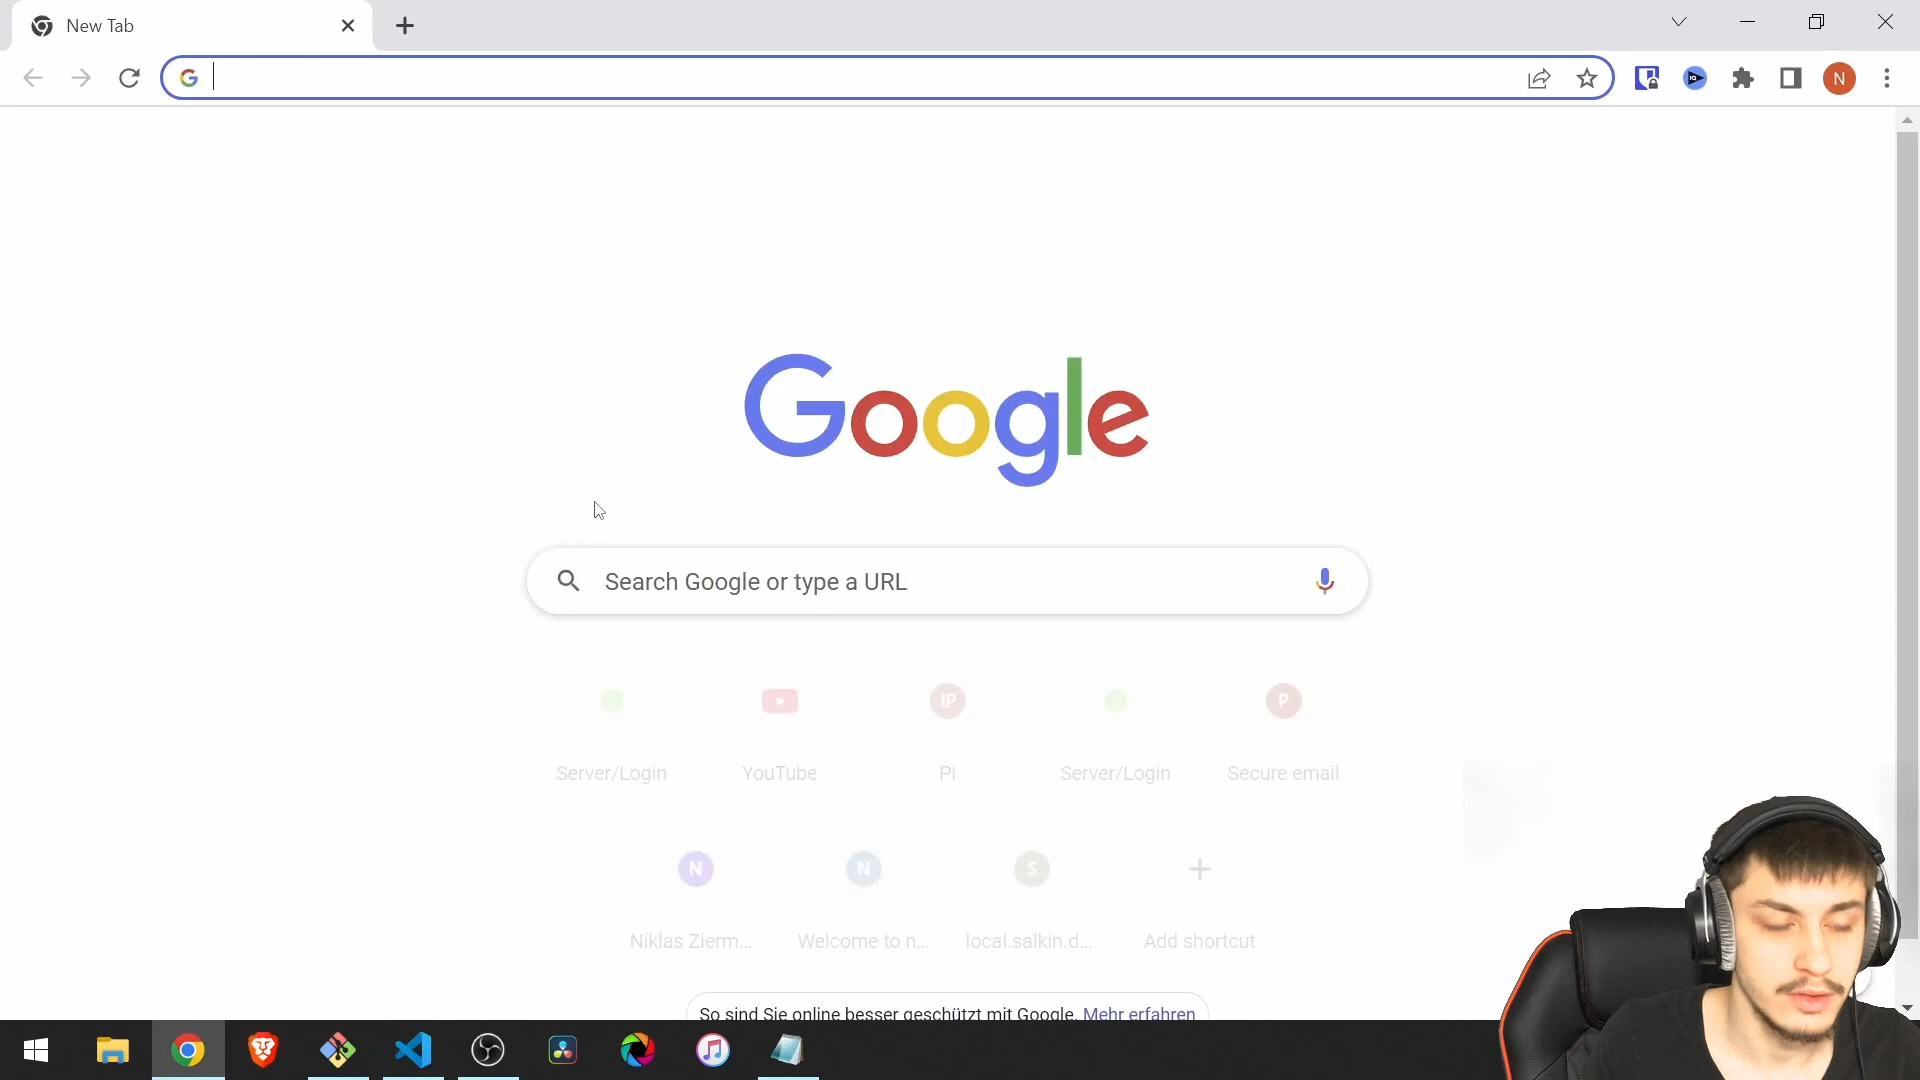 New Tab
N
Google
Search Google or type a URL
IP
P
Server/Login
YouTube
Pi
Server/Login
Secure email
N
N
S
Niklas Zierm...
Welcome to n...
local.salkin.d...
Add shortcut
So sind Sie online besser geschützt mit Google. Mehr erfahren